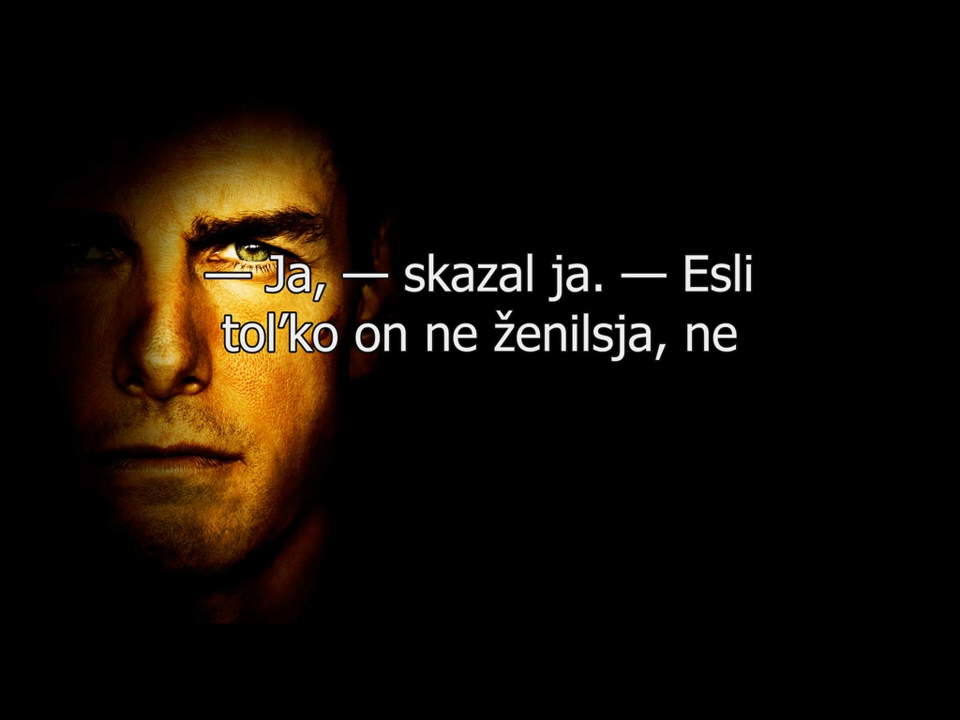 — Ja, — skazal ja. — Esli
tol’ko on ne ženilsja, ne